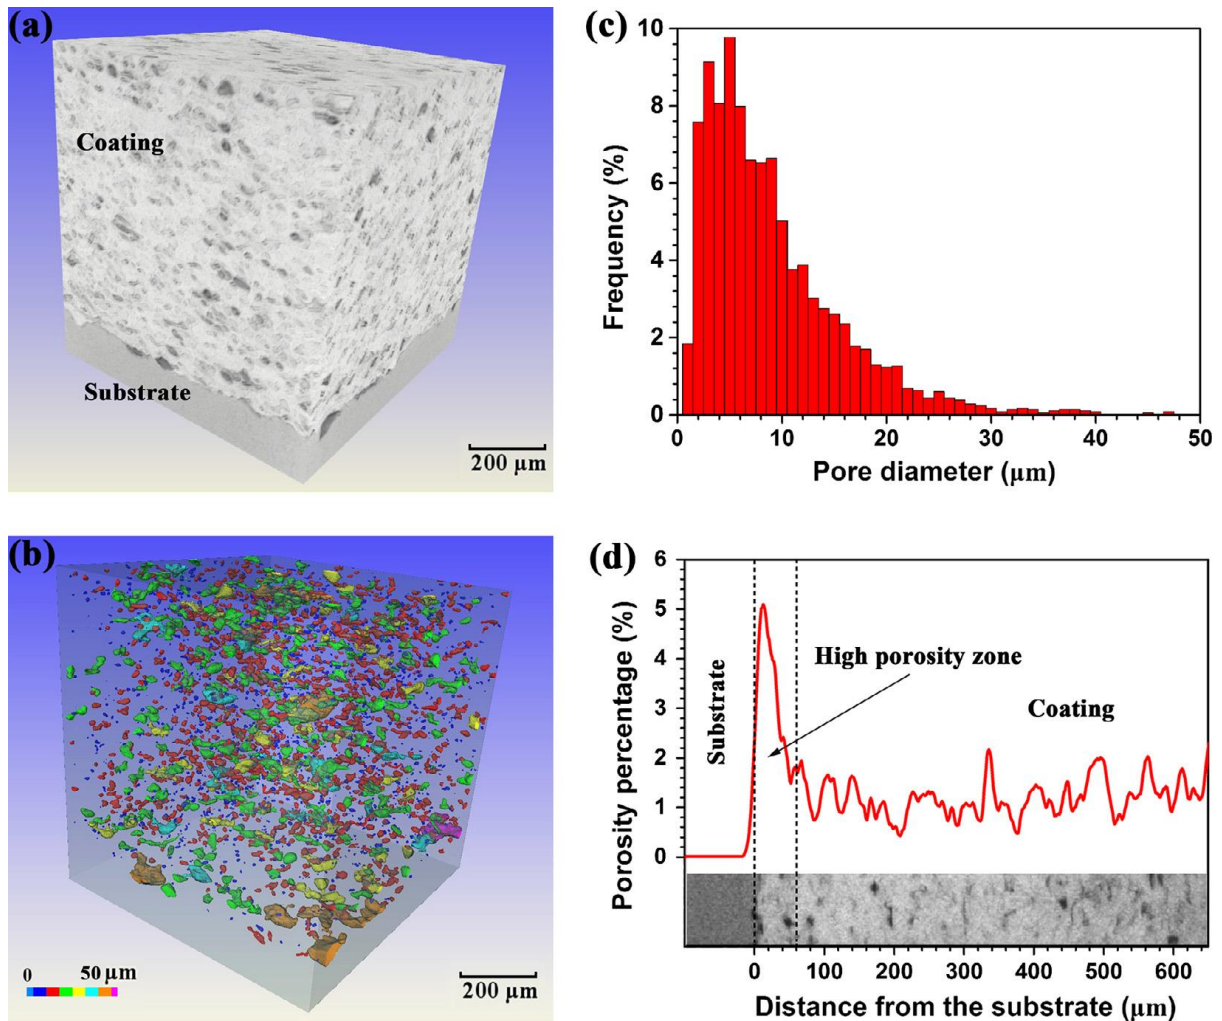 (a)
Coating
Substrate
200 µm
(c)
10
8
6
4
2
0
Frequency (%)
0 10 20 30 40 50
Pore diameter (µm)
(b)
0 50 µm
200 µm
(d)
6
5
4
3
2
1
0
Porosity percentage (%)
Substrate
High porosity zone
Coating
0 100 200 300 400 500 600
Distance from the substrate (µm)